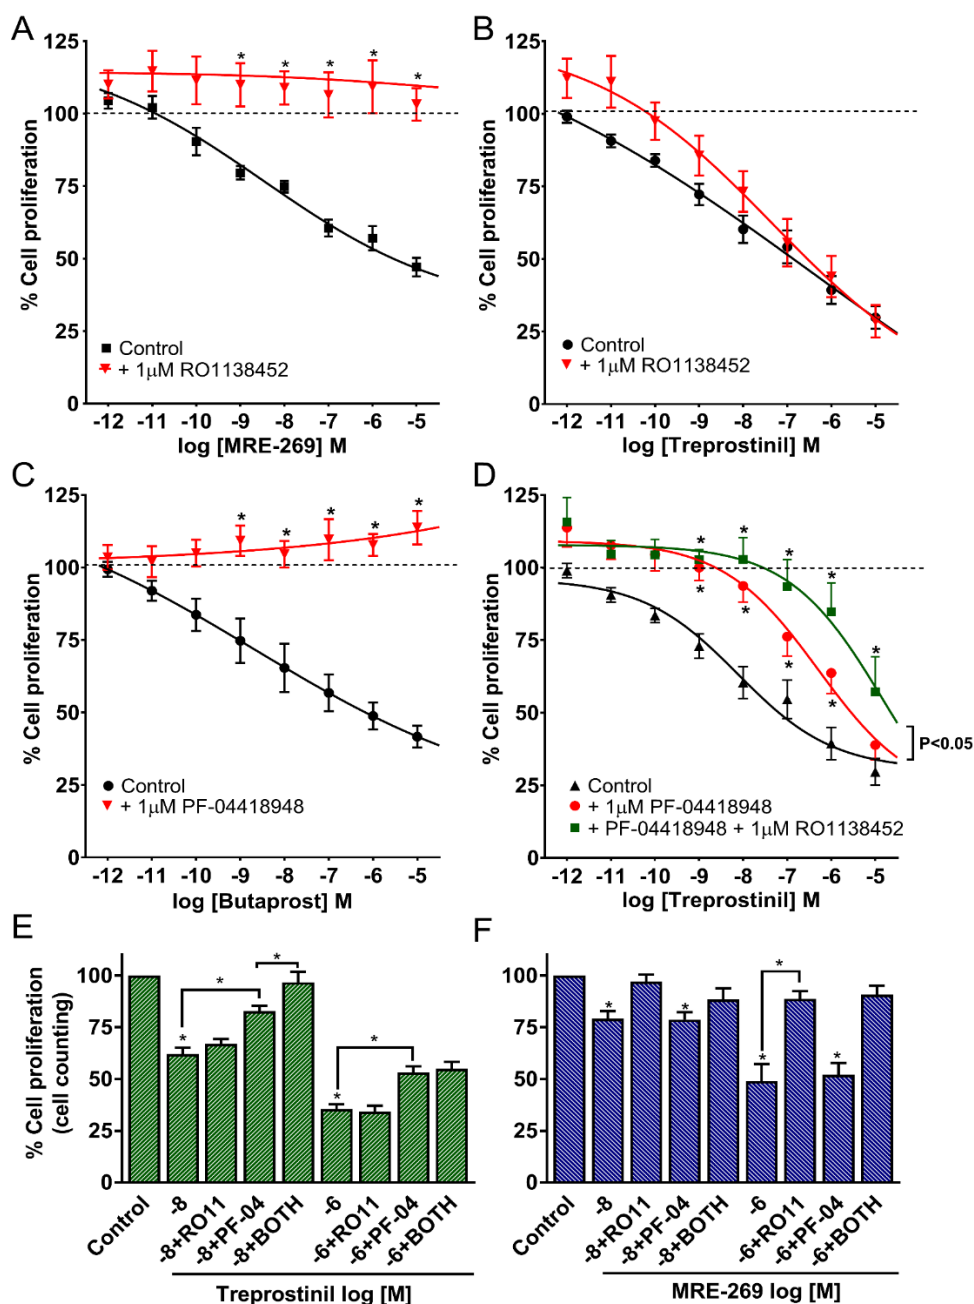 A
125
100
75
50
25
0
% Cell proliferation
* * * * *
Control
+ 1μM RO1138452
-12 -11 -10 -9 -8 -7 -6 -5
log [MRE-269] M
B
125
100
75
50
25
0
% Cell proliferation
Control
+ 1μM RO1138452
-12 -11 -10 -9 -8 -7 -6 -5
log [Treprostinil] M
C
125
100
75
50
25
0
% Cell proliferation
* * * * *
Control
+ 1μM PF-04418948
-12 -11 -10 -9 -8 -7 -6 -5
log [Butaprost] M
D
125
100
75
50
25
0
% Cell proliferation
* * * * *
* * * *
P<0.05
Control
+ 1μM PF-04418948
+ PF-04418948 + 1μM RO1138452
-12 -11 -10 -9 -8 -7 -6 -5
log [Treprostinil] M
E
100
75
50
25
0
% Cell proliferation
(cell counting)
* * * * *
Control
-8
-8+RO11
-8+PF-04
-8+BOTH
-6
-6+RO11
-6+PF-04
-6+BOTH
Treprostinil log [M]
F
100
75
50
25
0
* * * * *
Control
-8
-8+RO11
-8+PF-04
-8+BOTH
-6
-6+RO11
-6+PF-04
-6+BOTH
MRE-269 log [M]